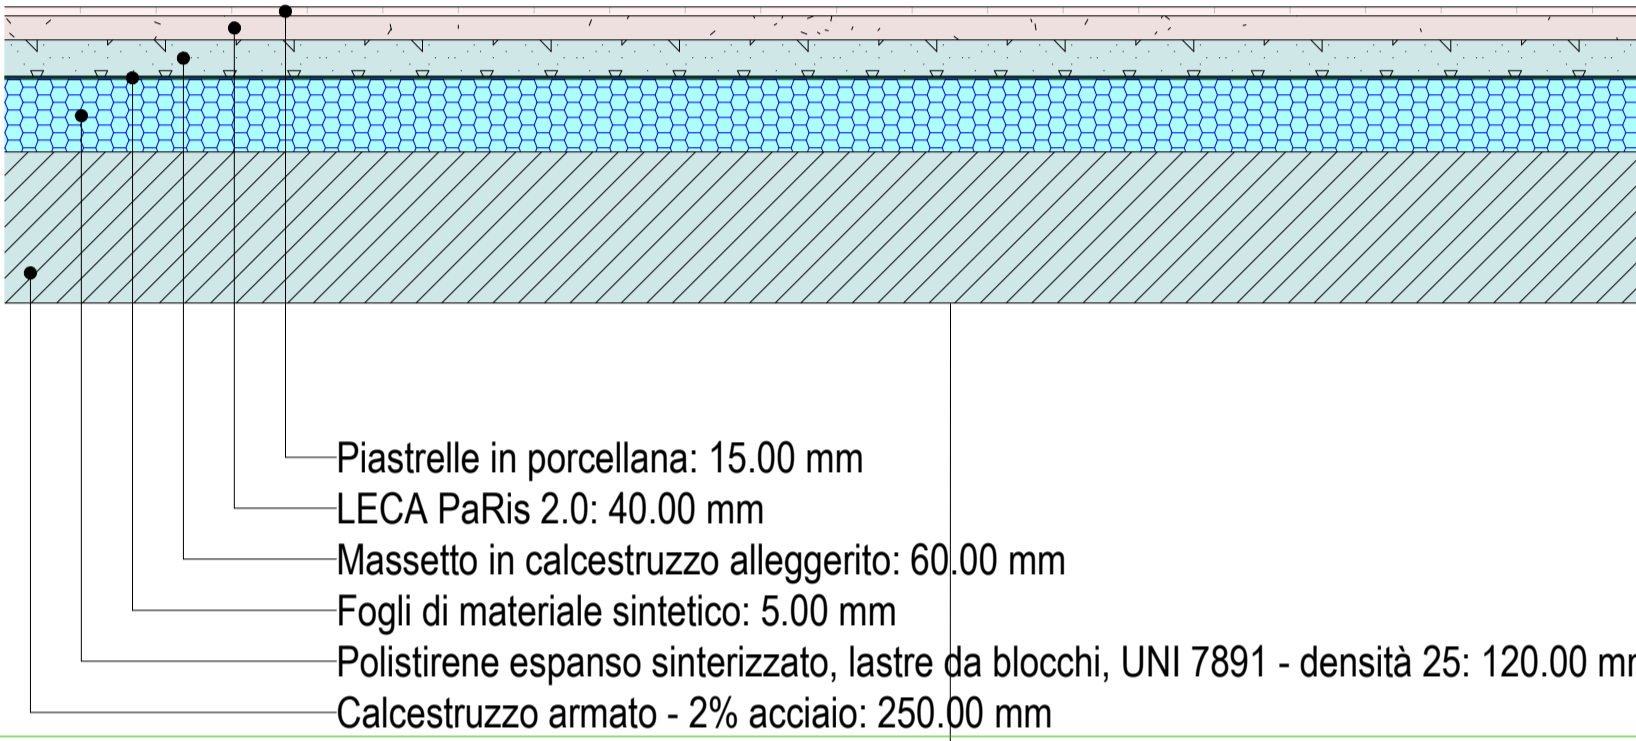 Piastrelle in porcellana: 15.00 mm
LECA PaRis 2.0: 40.00 mm
Massetto in calcestruzzo alleggerito: 60.00 mm
Fogli di materiale sintetico: 5.00 mm
Polistirene espanso sinterizzato, lastre da blocchi, UNI 7891 - densità 25: 120.00 mm
Calcestruzzo armato - 2% acciaio: 250.00 mm